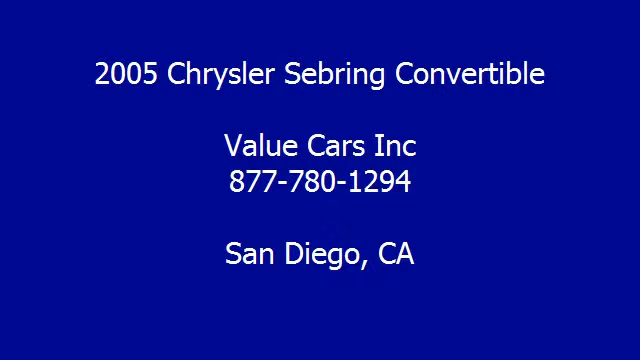 2005 Chrysler Sebring Convertible
Value Cars Inc
877-780-1294
San Diego, CA